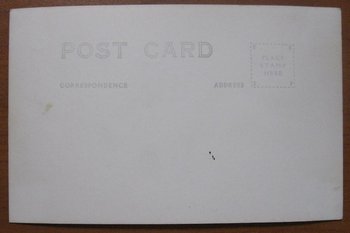 POST CARD
PLACE
STAMP
HERE
CORRESPONDENCE
ADDRESS